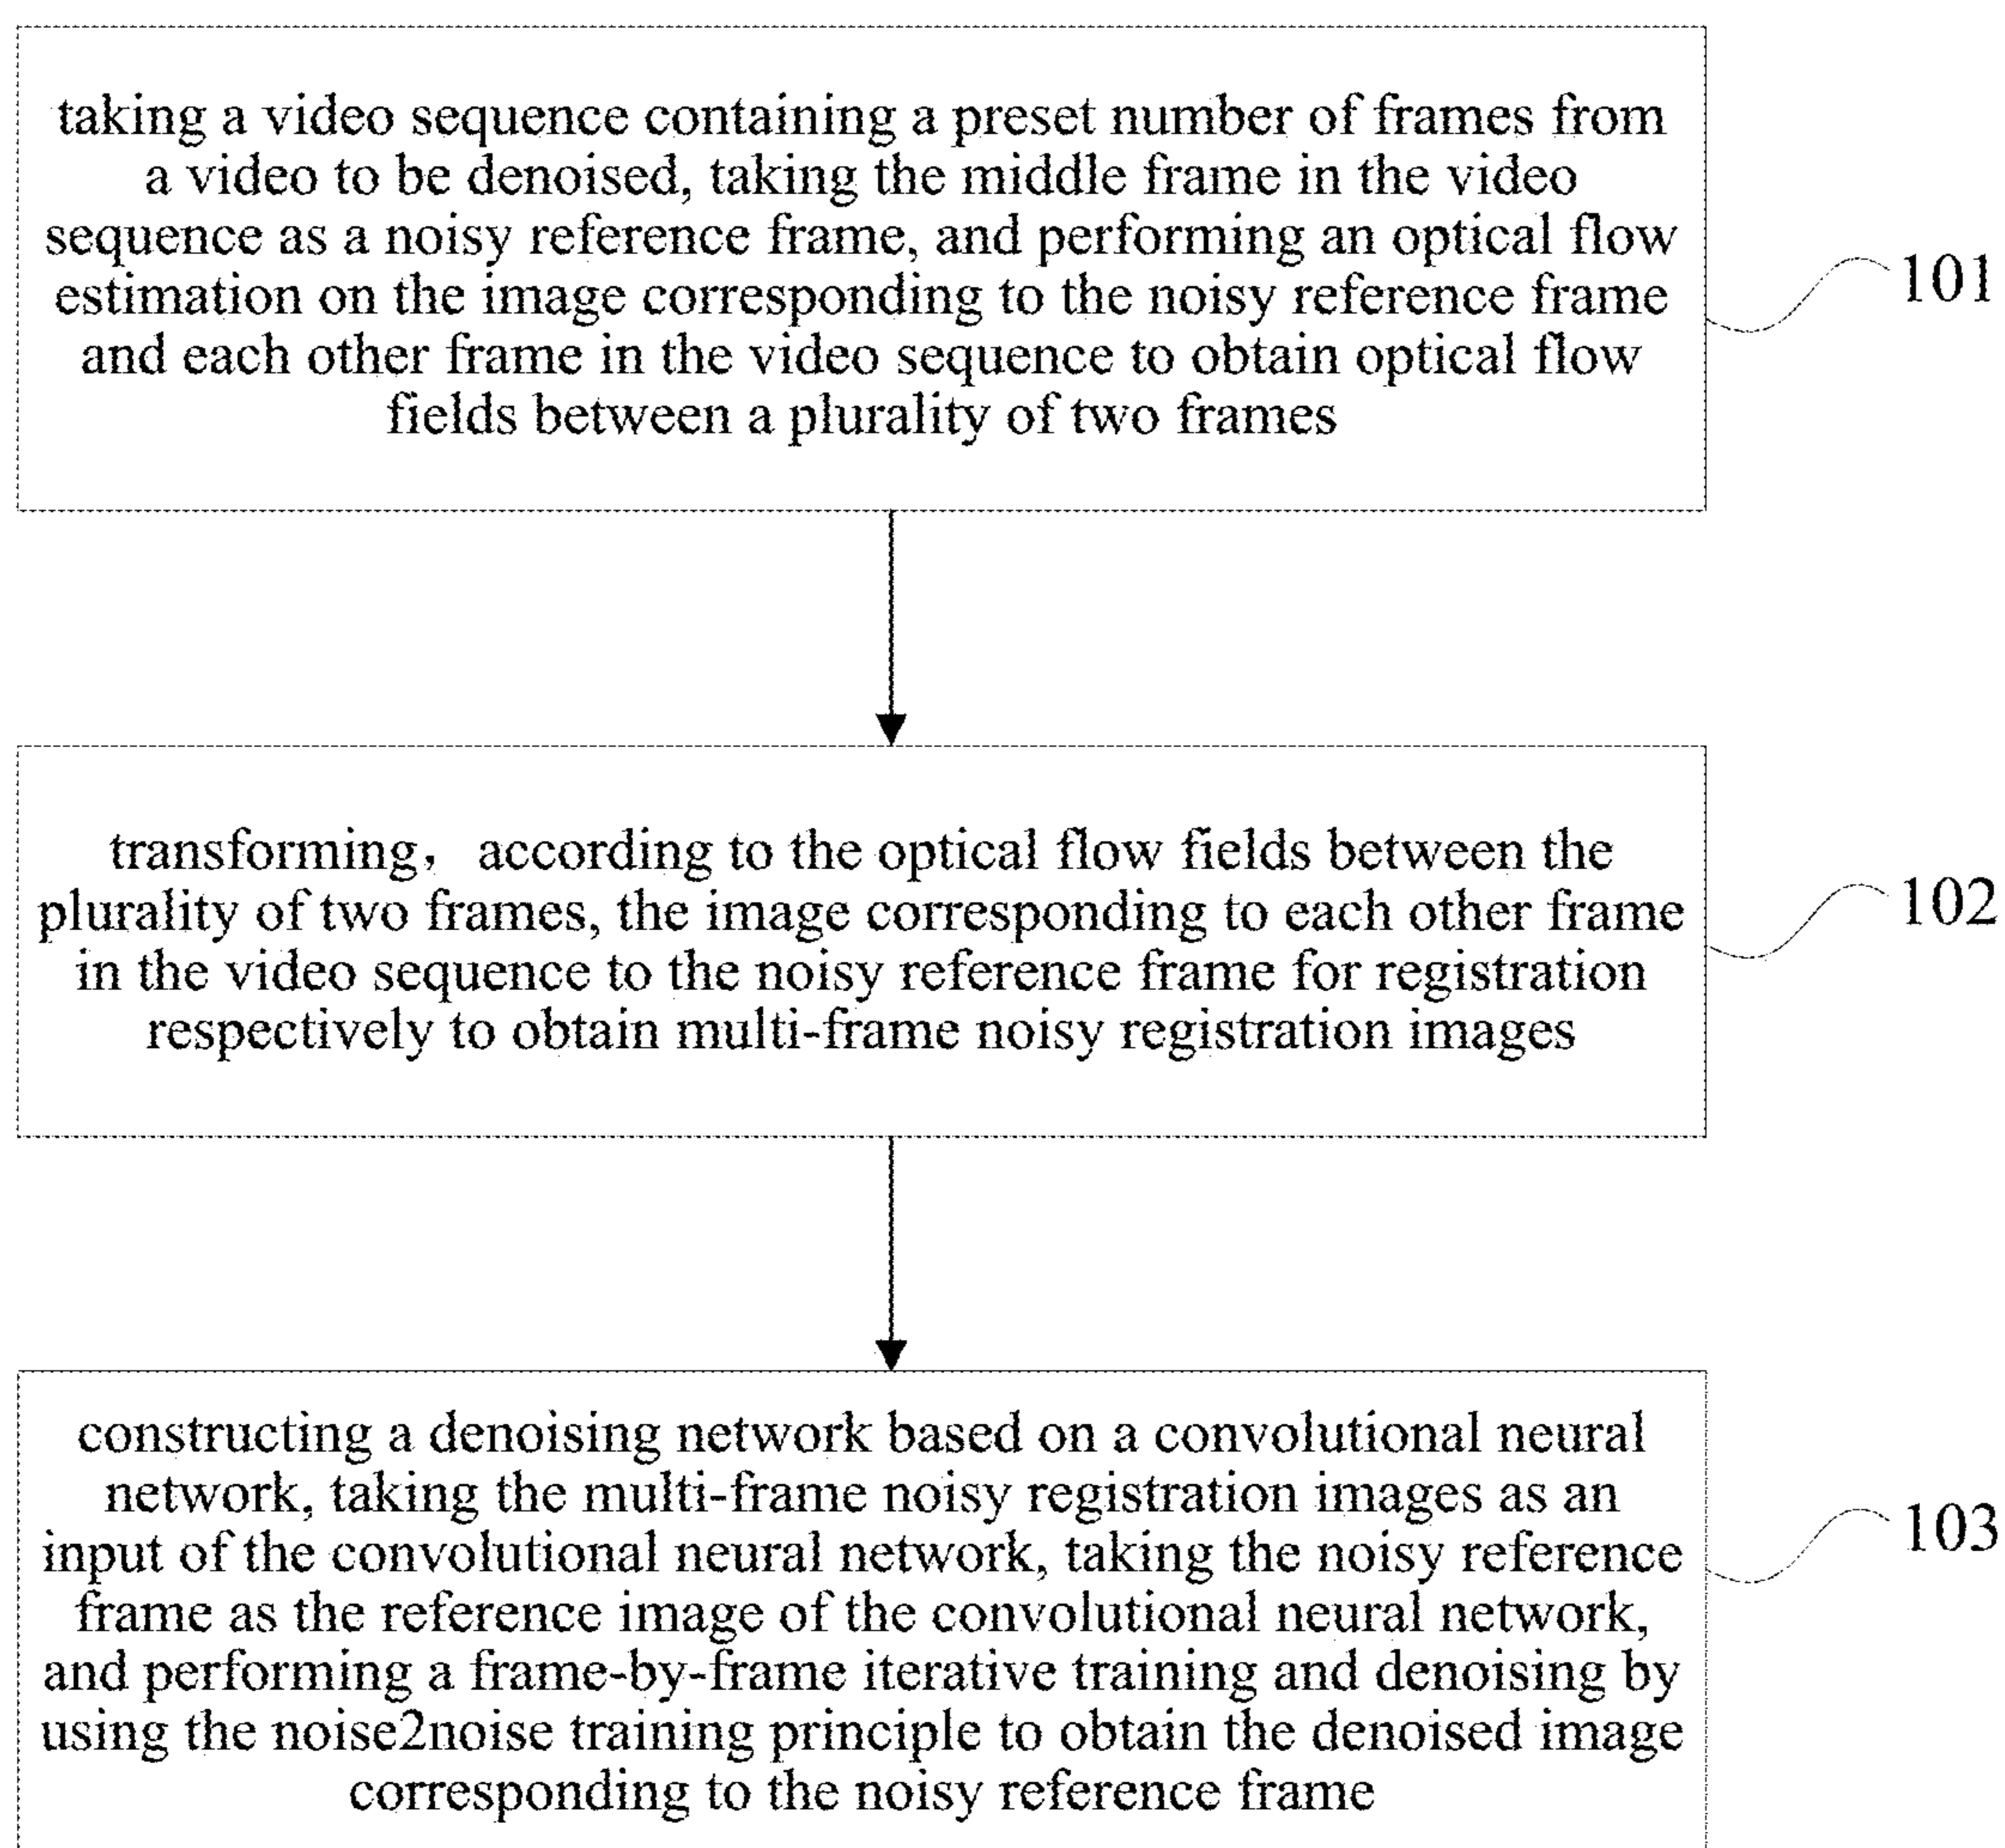 taking a video sequence containing a preset number of frames from
a video to be denoised, taking the middle frame in the video
sequence as a noisy reference frame, and performing an optical flow
estimation on the image corresponding to the noisy reference frame
and each other frame in the video sequence to obtain optical flow
fields between a plurality of two frames
101
transforming, according to the optical flow fields between the
plurality of two frames, the image corresponding to each other frame
in the video sequence to the noisy reference frame for registration
respectively to obtain multi-frame noisy registration images
102
constructing a denoising network based on a convolutional neural
network, taking the multi-frame noisy registration images as an
input of the convolutional neural network, taking the noisy reference
frame as the reference image of the convolutional neural network,
and performing a frame-by-frame iterative training and denoising by
using the noise2noise training principle to obtain the denoised image
corresponding to the noisy reference frame
103